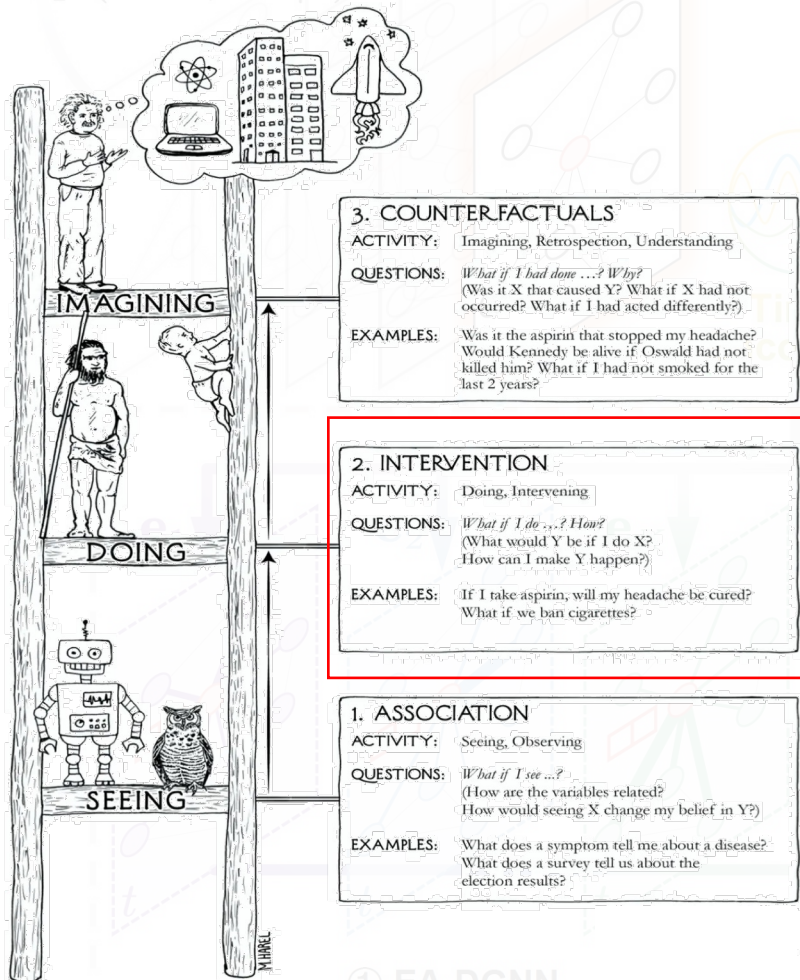 3. COUNTERFACTUALS
ACTIVITY: Imagining, Retrospection, Understanding
QUESTIONS: What if I had done …? Why?
(Was it X that caused Y? What if X had not
occurred? What if I had acted differently?)
EXAMPLES: Was it the aspirin that stopped my headache?
Would Kennedy be alive if Oswald had not
killed him? What if I had not smoked for the
last 2 years?
IMAGINING
2. INTERVENTION
ACTIVITY: Doing, Intervening
QUESTIONS: What if I do …? How?
(What would Y be if I do X?
How can I make Y happen?)
EXAMPLES: If I take aspirin, will my headache be cured?
What if we ban cigarettes?
DOING
1. ASSOCIATION
ACTIVITY: Seeing, Observing
QUESTIONS: What if I see ...?
(How are the variables related?
How would seeing X change my belief in Y?)
EXAMPLES: What does a symptom tell me about a disease?
What does a survey tell us about the
election results?
SEEING
M.HAREL